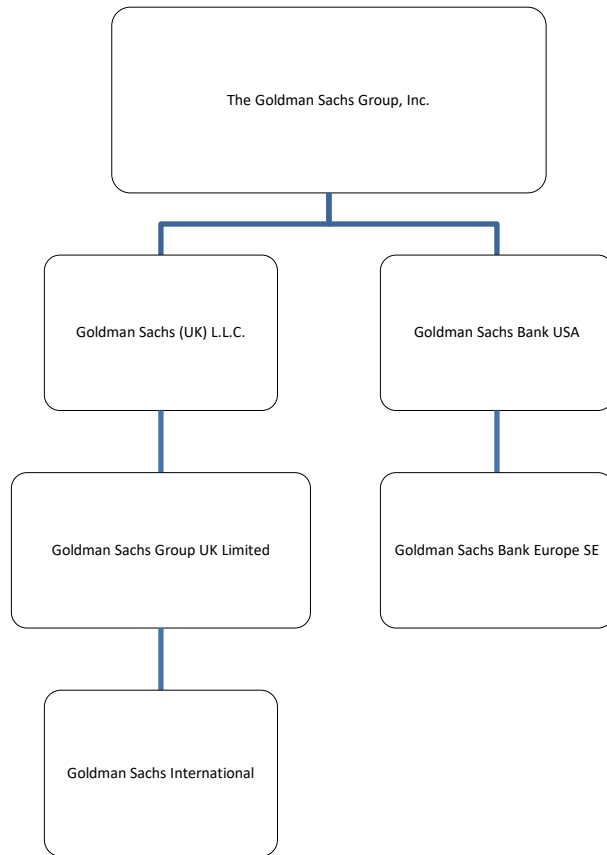 The Goldman Sachs Group, Inc.
Goldman Sachs (UK) L.L.C.
Goldman Sachs Bank USA
Goldman Sachs Group UK Limited
Goldman Sachs Bank Europe SE
Goldman Sachs International